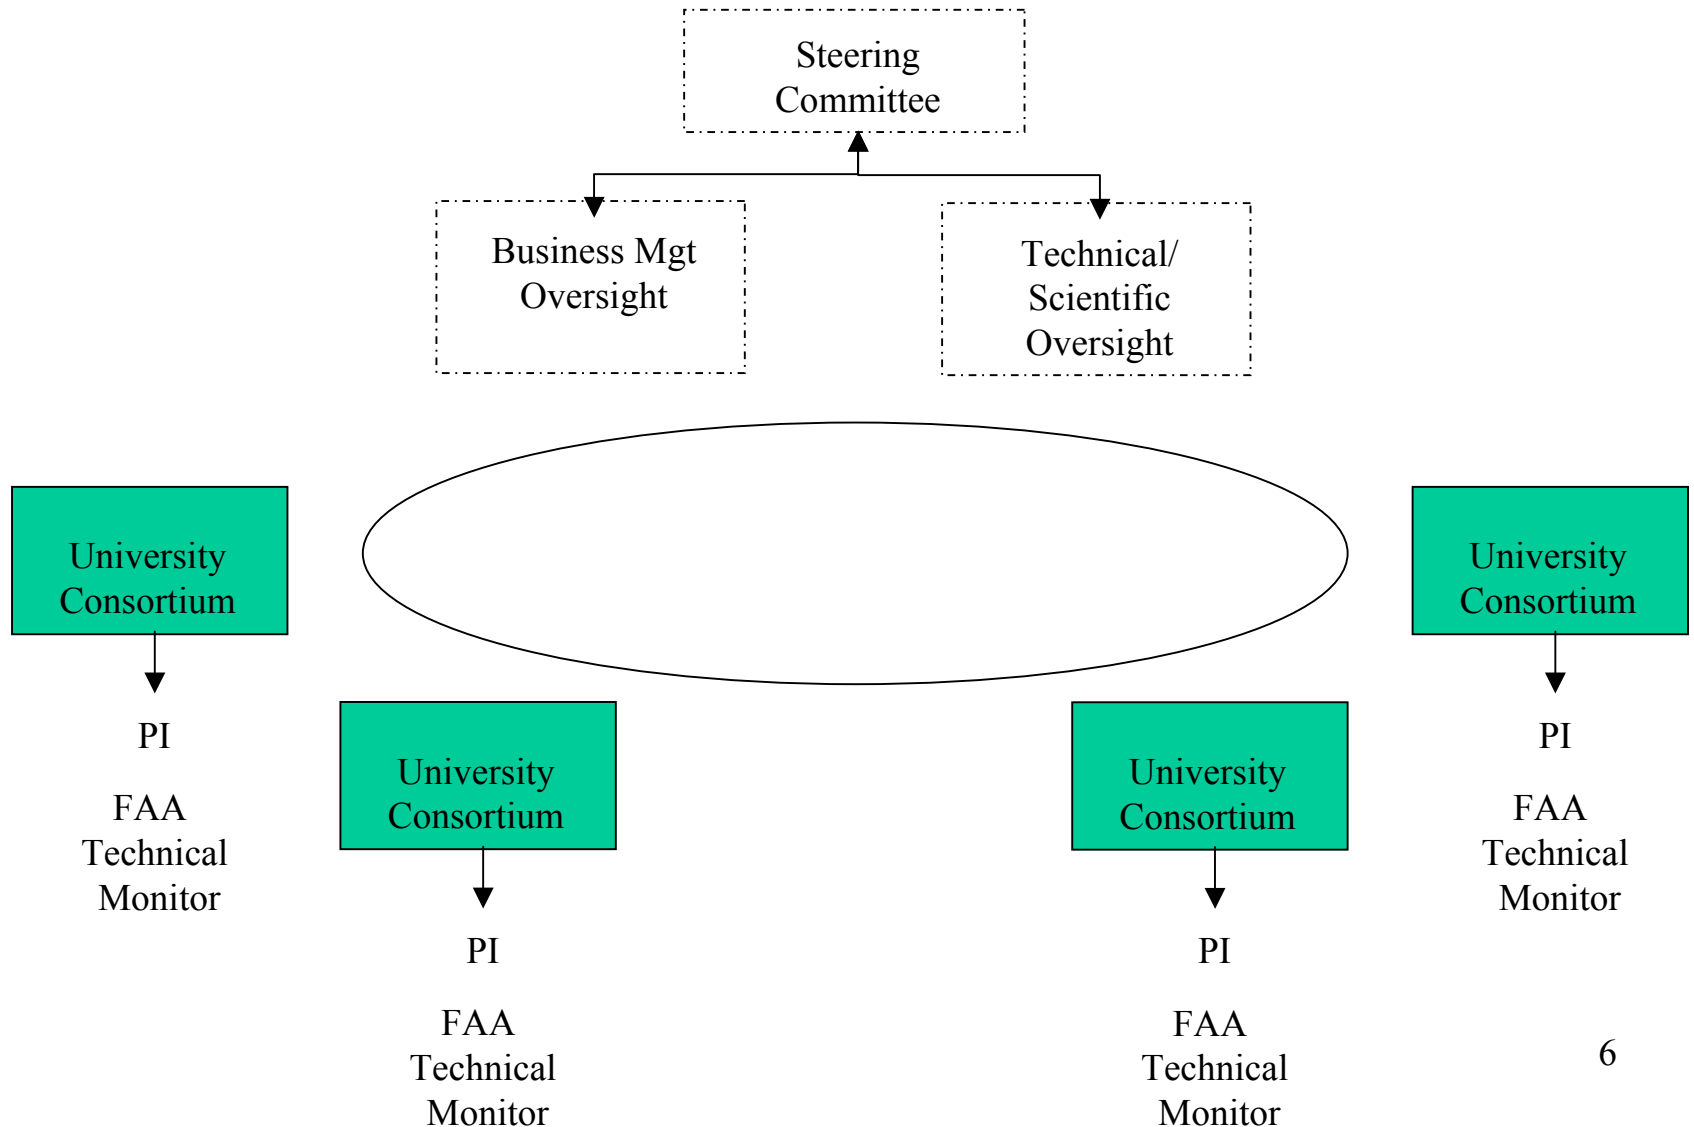 Steering
Committee
Business Mgt
Oversight
Technical/
Scientific
Oversight
University
Consortium
PI
FAA
Technical
Monitor
University
Consortium
PI
FAA
Technical
Monitor
University
Consortium
PI
FAA
Technical
Monitor
University
Consortium
PI
FAA
Technical
Monitor
6